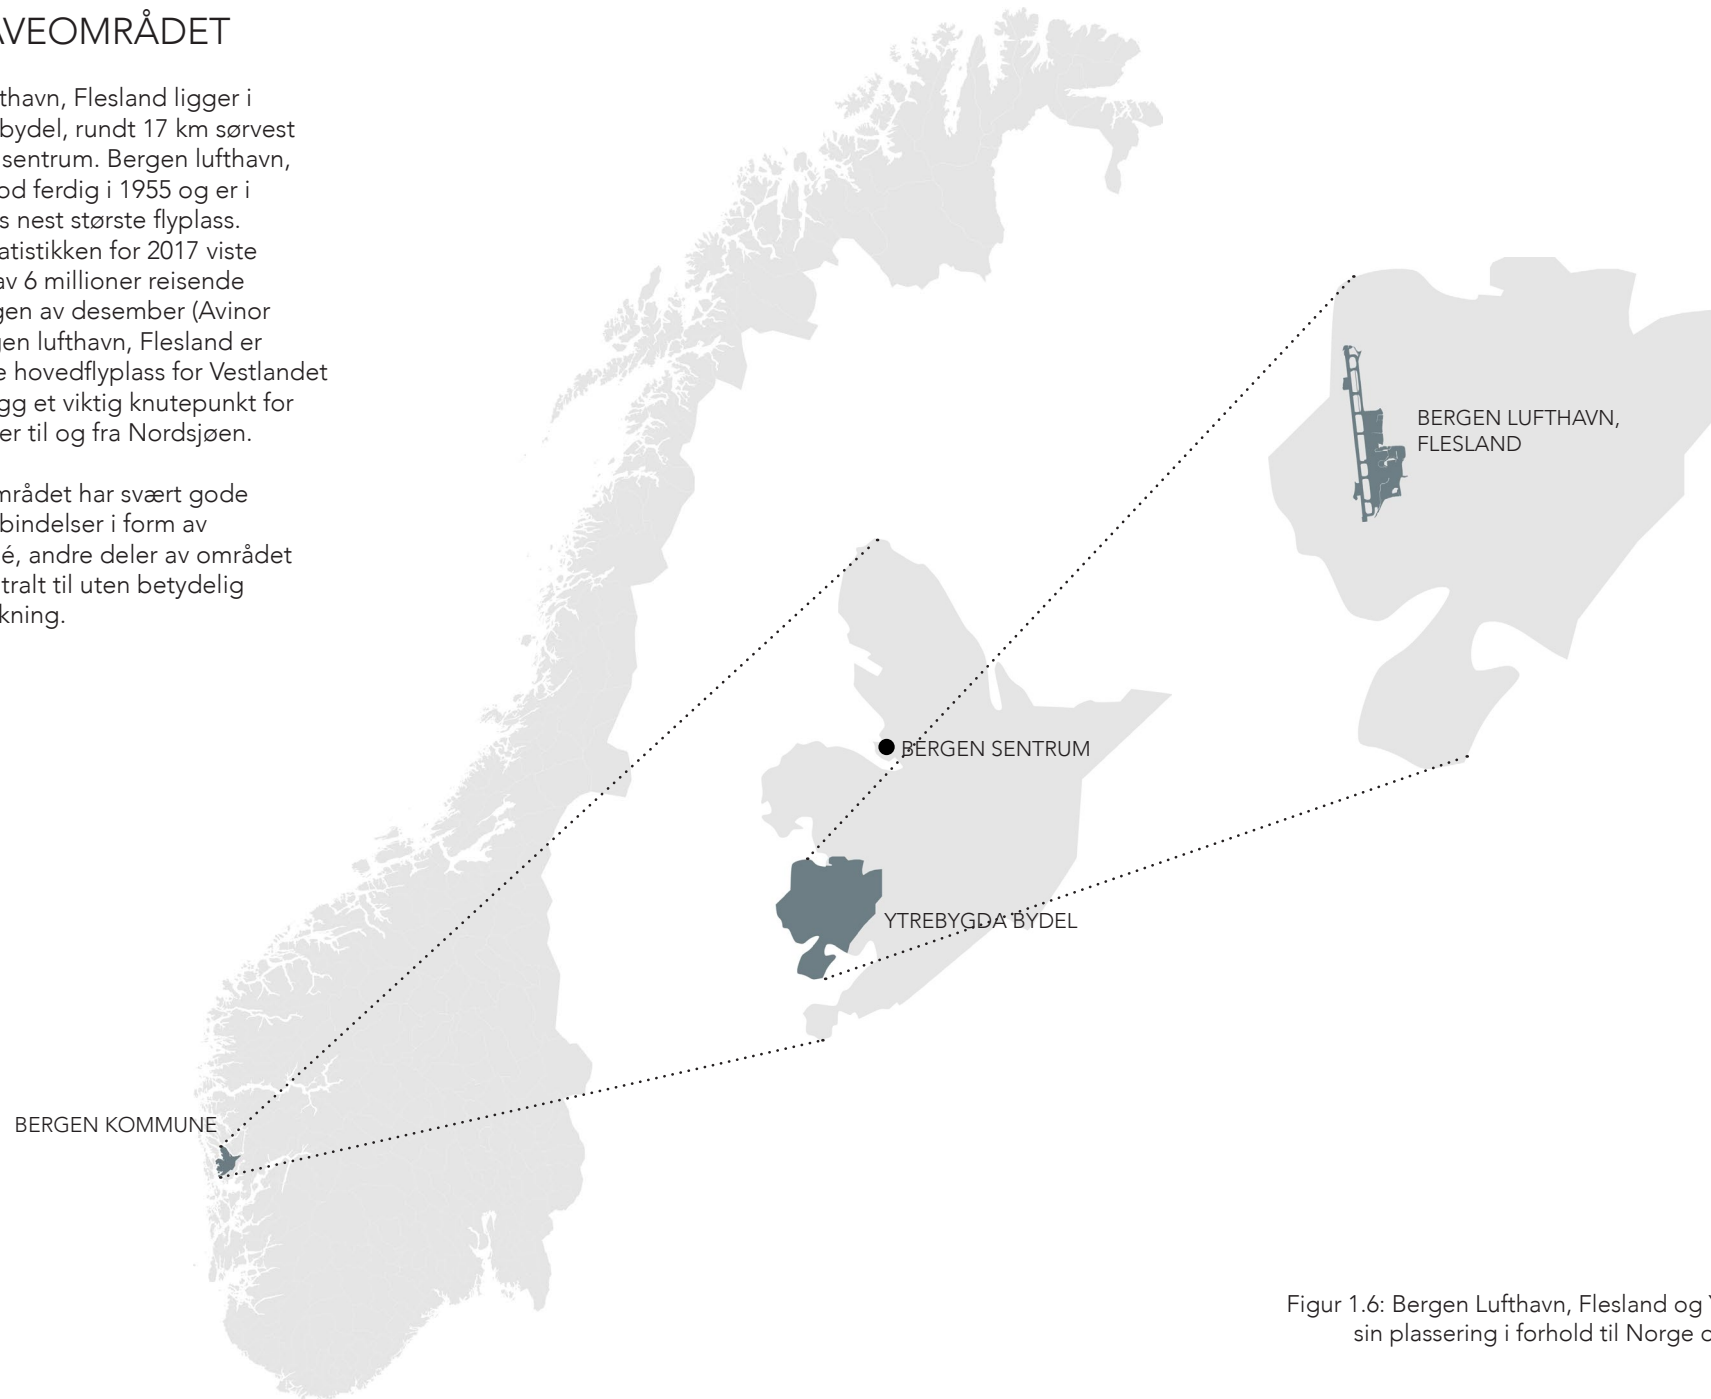 AVEOMRÅDET
thavn, Flesland ligger i
bydel, rundt 17 km sørvest
sentrum. Bergen lufthavn,
od ferdig i 1955 og er i
s nest største flyplass.
atistikken for 2017 viste
av 6 millioner reisende
gen av desember (Avinor
gen lufthavn, Flesland er
e hovedflyplass for Vestlandet
gg et viktig knutepunkt for
er til og fra Nordsjøen.
mrådet har svært gode
bindelser i form av
é, andre deler av området
tralt til uten betydelig
kning.
BERGEN LUFTHAVN,
FLESLAND
BERGEN SENTRUM
YTREBYGDA BYDEL
BERGEN KOMMUNE
Figur 1.6: Bergen Lufthavn, Flesland og Y
sin plassering i forhold til Norge o